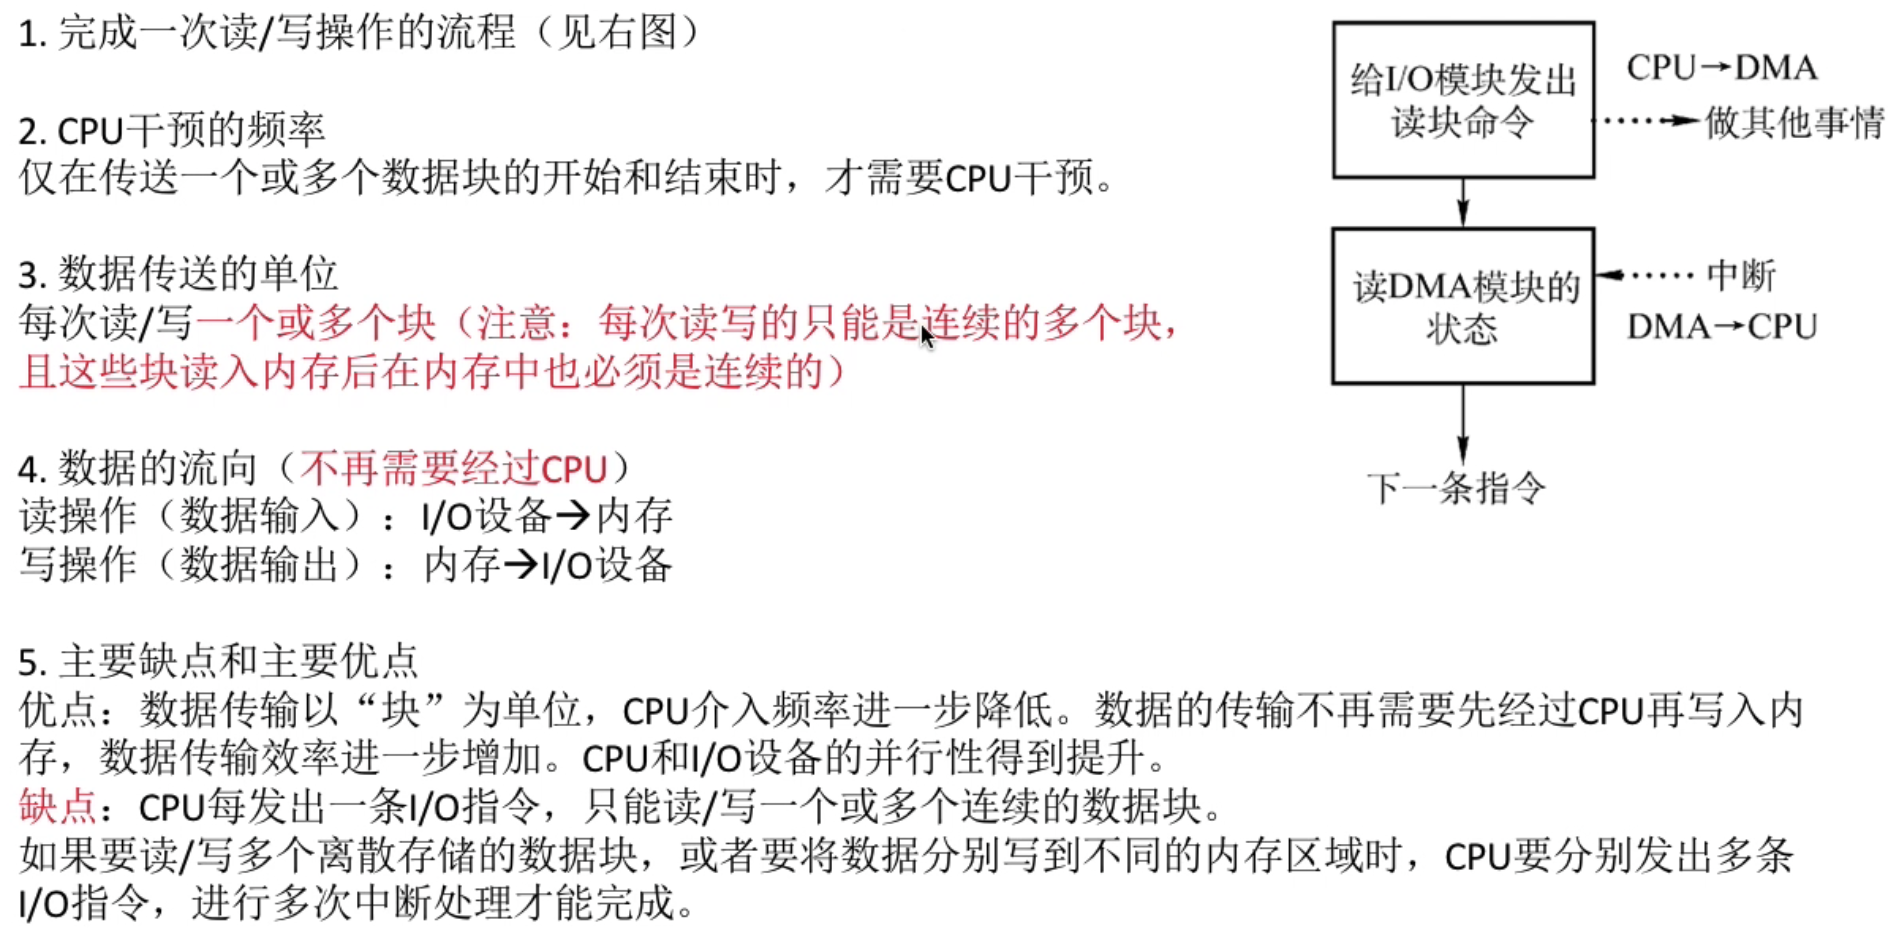 1. 完成一次读/写操作的流程（见右图）
2. CPU干预的频率
仅在传送一个或多个数据块的开始和结束时，才需要CPU干预。
3. 数据传送的单位
每次读/写一个或多个块（注意：每次读写的只能是连续的多个块，
且这些块读入内存后在内存中也必须是连续的）
4. 数据的流向（不再需要经过CPU）
读操作（数据输入）：I/O设备→内存
写操作（数据输出）：内存→I/O设备
5. 主要缺点和主要优点
优点：数据传输以“块”为单位，CPU介入频率进一步降低。数据的传输不再需要先经过CPU再写入内
存，数据传输效率进一步增加。CPU和I/O设备的并行性得到提升。
缺点：CPU每发出一条I/O指令，只能读/写一个或多个连续的数据块。
如果要读/写多个离散存储的数据块，或者要将数据分别写到不同的内存区域时，CPU要分别发出多条
I/O指令，进行多次中断处理才能完成。
给I/O模块发出
读块命令
CPU→DMA
做其他事情
读DMA模块的
状态
中断
DMA→CPU
下一条指令